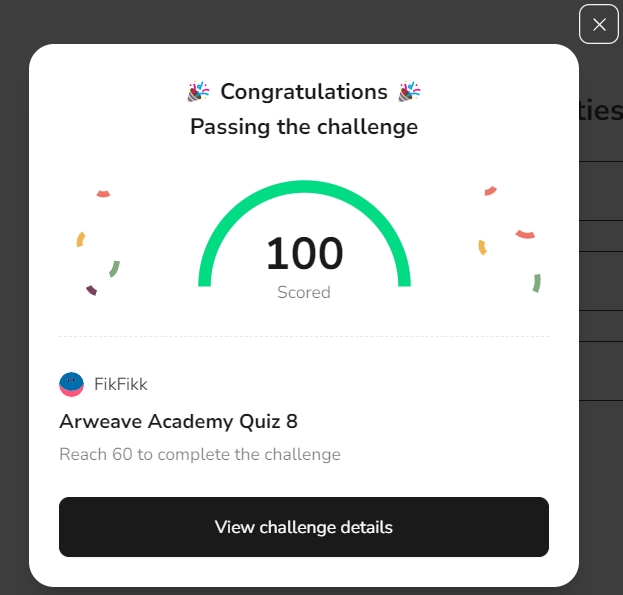 Congratulations
Passing the challenge
100
Scored
FikFikk
Arweave Academy Quiz 8
Reach 60 to complete the challenge
View challenge details
ties